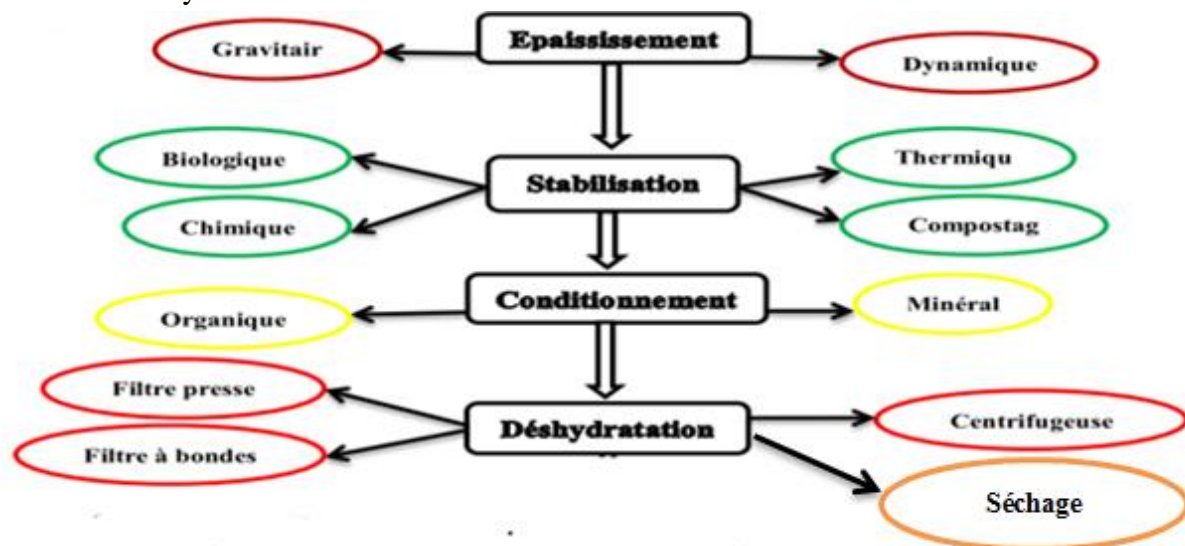 Epaississement
Gravitair
Dynamique
Biologique
Thermiqu
Stabilisation
Chimique
Compostag
Conditionnement
Organique
Minéral
Filtre presse
Déshydratation
Centrifugeuse
Filtre à bondes
Séchage